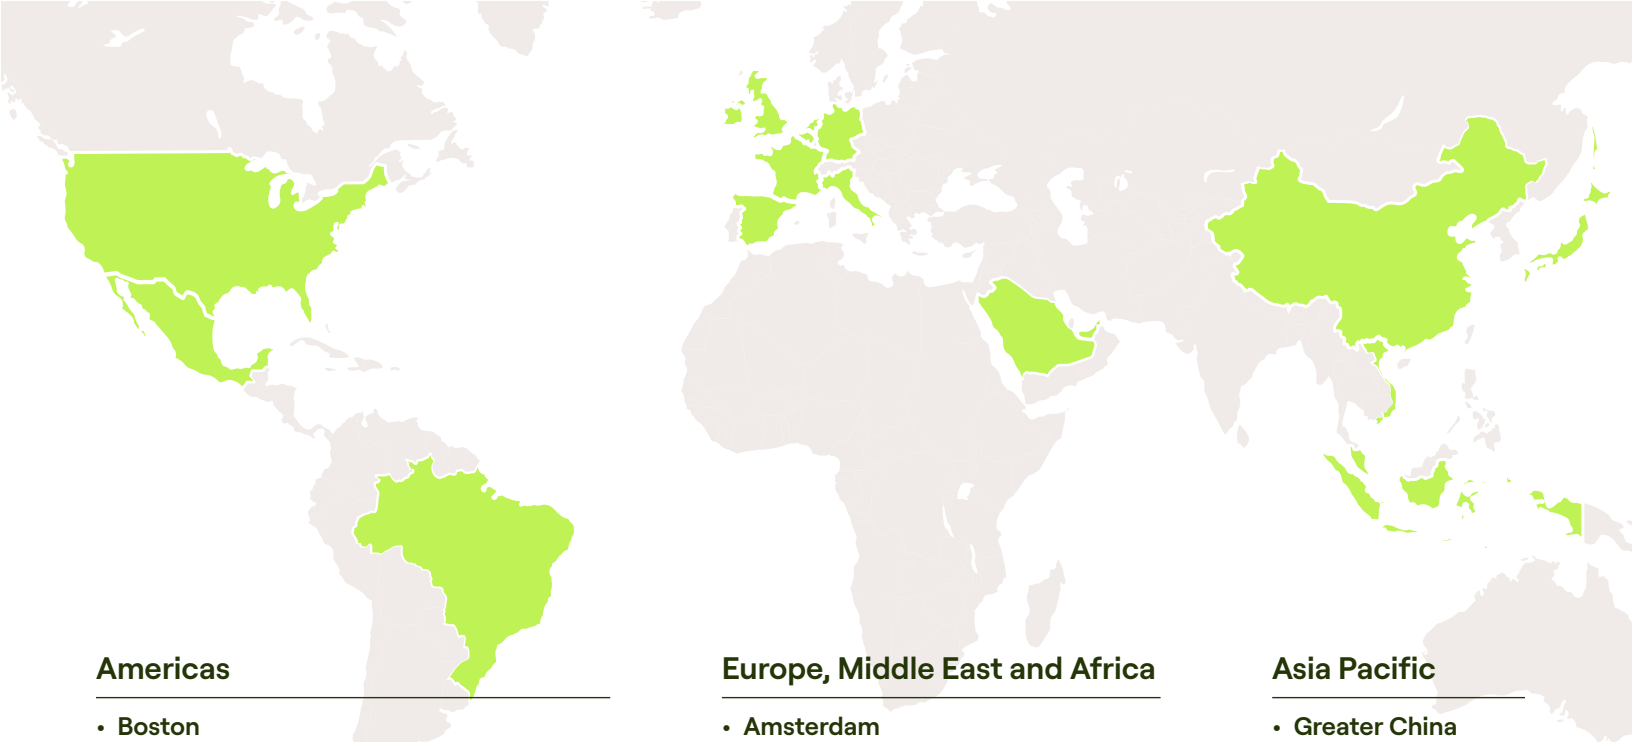 Americas
• Boston
Europe, Middle East and Africa
• Amsterdam
Asia Pacific
• Greater China